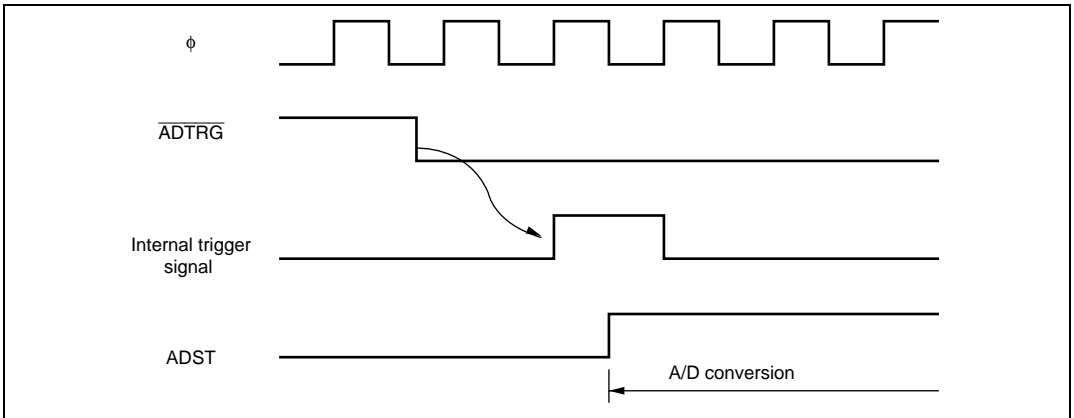 ϕ
ADTRG
Internal trigger
signal
ADST
A/D conversion